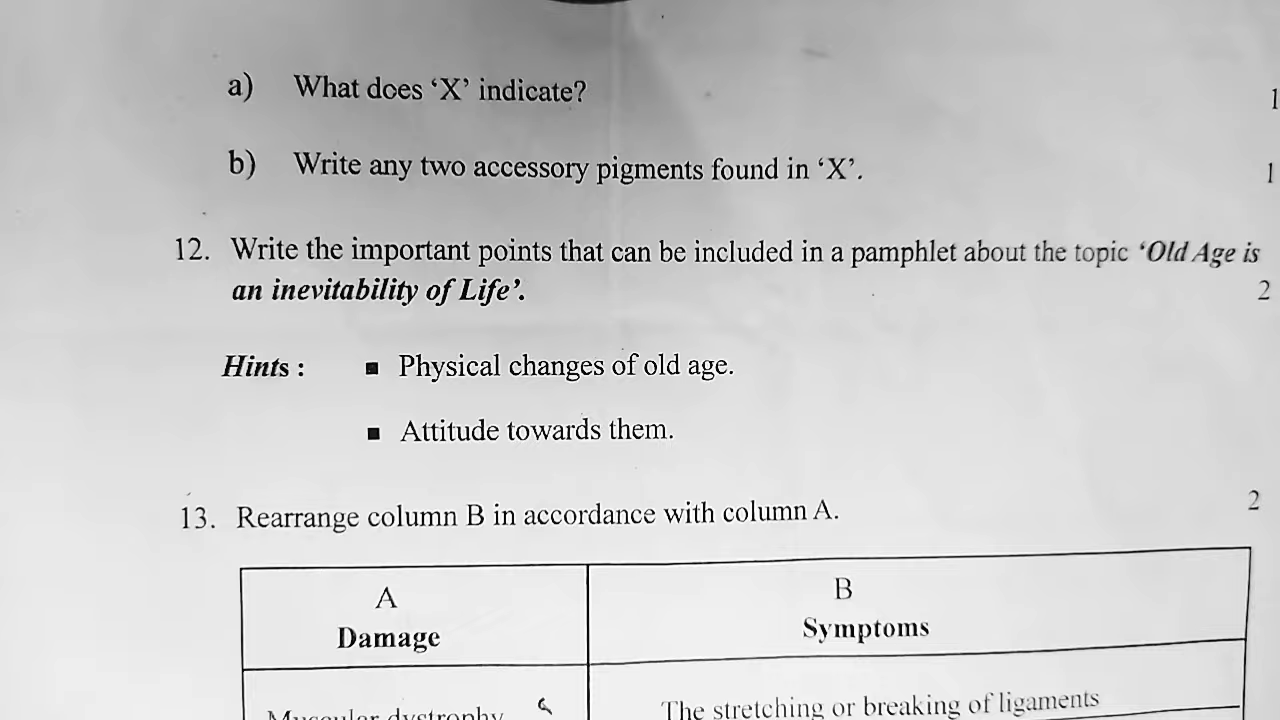 a) What does ‘X’ indicate? 1
b) Write any two accessory pigments found in ‘X’. 1
12. Write the important points that can be included in a pamphlet about the topic ‘Old Age is
an inevitability of Life’. 2
Hints : ▪ Physical changes of old age.
▪ Attitude towards them.
13. Rearrange column B in accordance with column A. 2
A
Damage
B
Symptoms
Muscular dystrophy
The stretching or breaking of ligaments